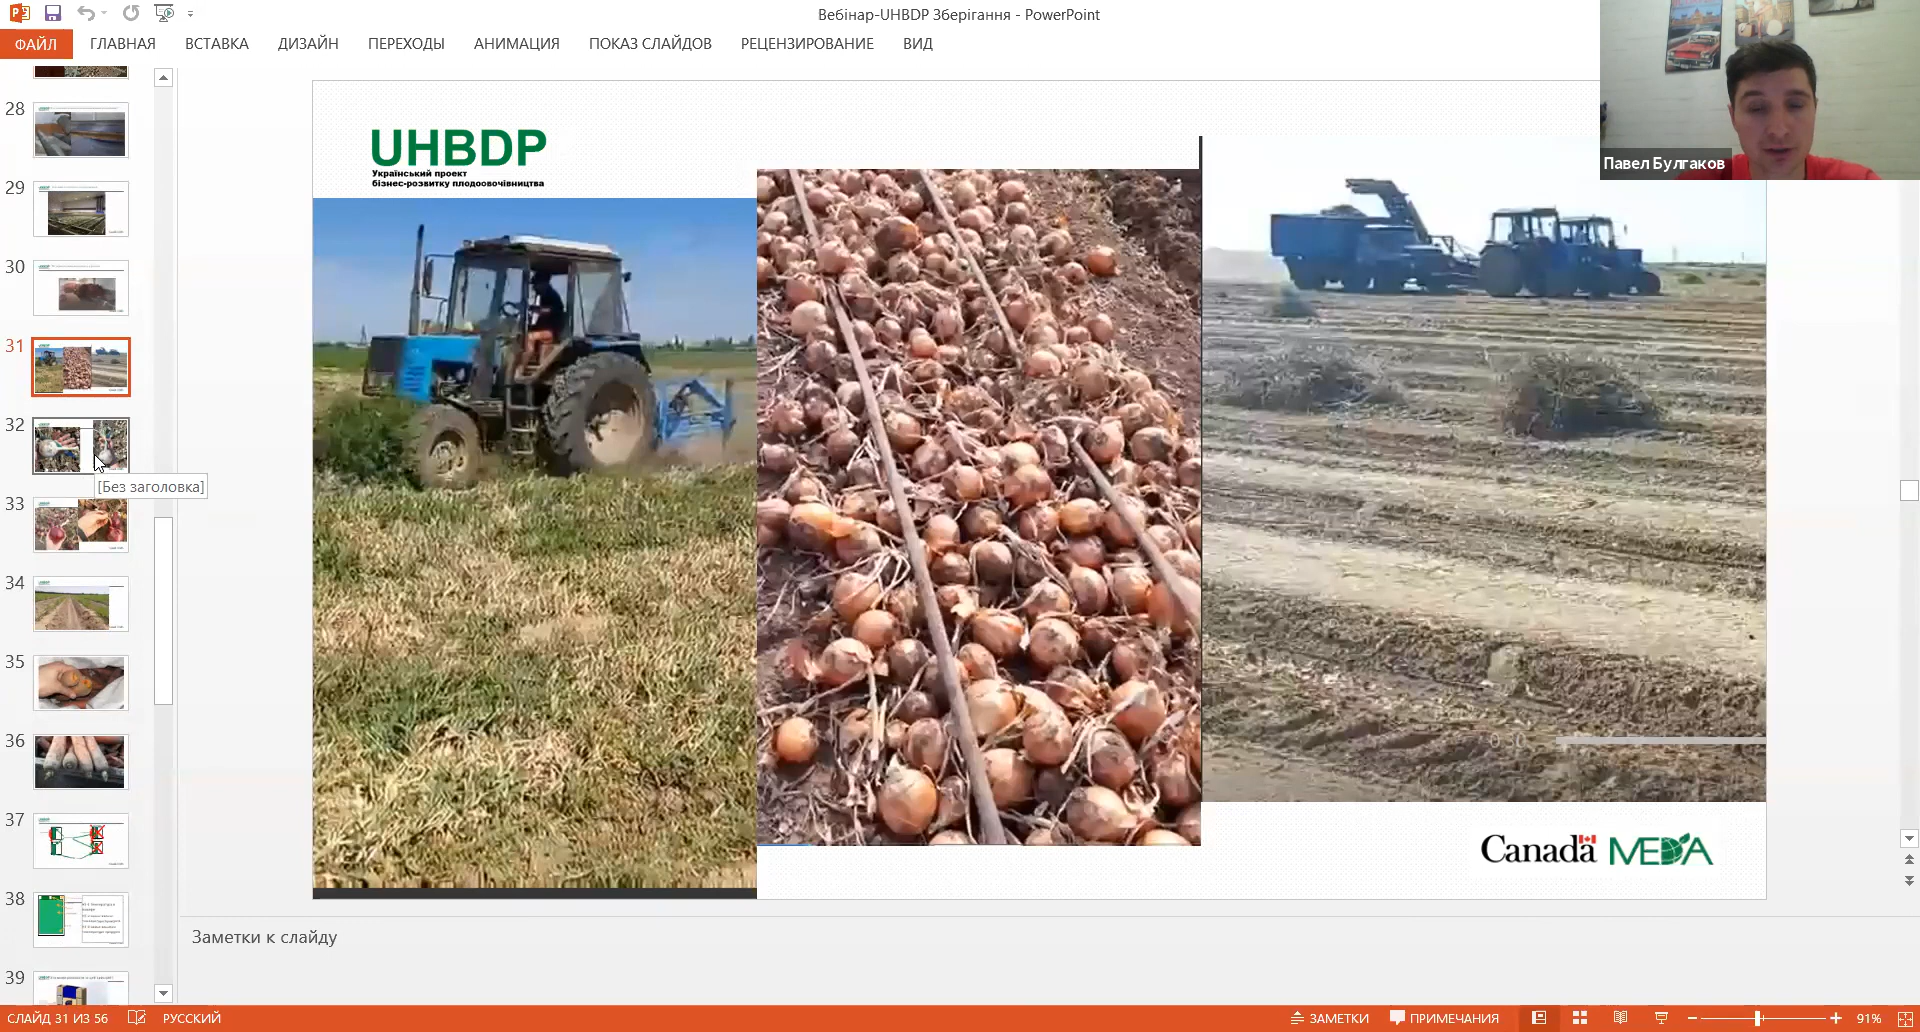 Вебінар-UHBDP Зберігання - PowerPoint
ФАЙЛ
ГЛАВНАЯ
ВСТАВКА
ДИЗАЙН
ПЕРЕХОДЫ
АНИМАЦИЯ
ПОКАЗ СЛАЙДОВ
РЕЦЕНЗИРОВАНИЕ
ВИД
Павел Булгаков
28
29
30
31
32
[Без заголовка]
33
34
35
36
37
38
39
UHBDP
Український проект
бізнес-розвитку плодоовочівництва
Canada
MEDA
Заметки к слайду
СЛАЙД 31 ИЗ 56
РУССКИЙ
ЗАМЕТКИ
ПРИМЕЧАНИЯ
91%